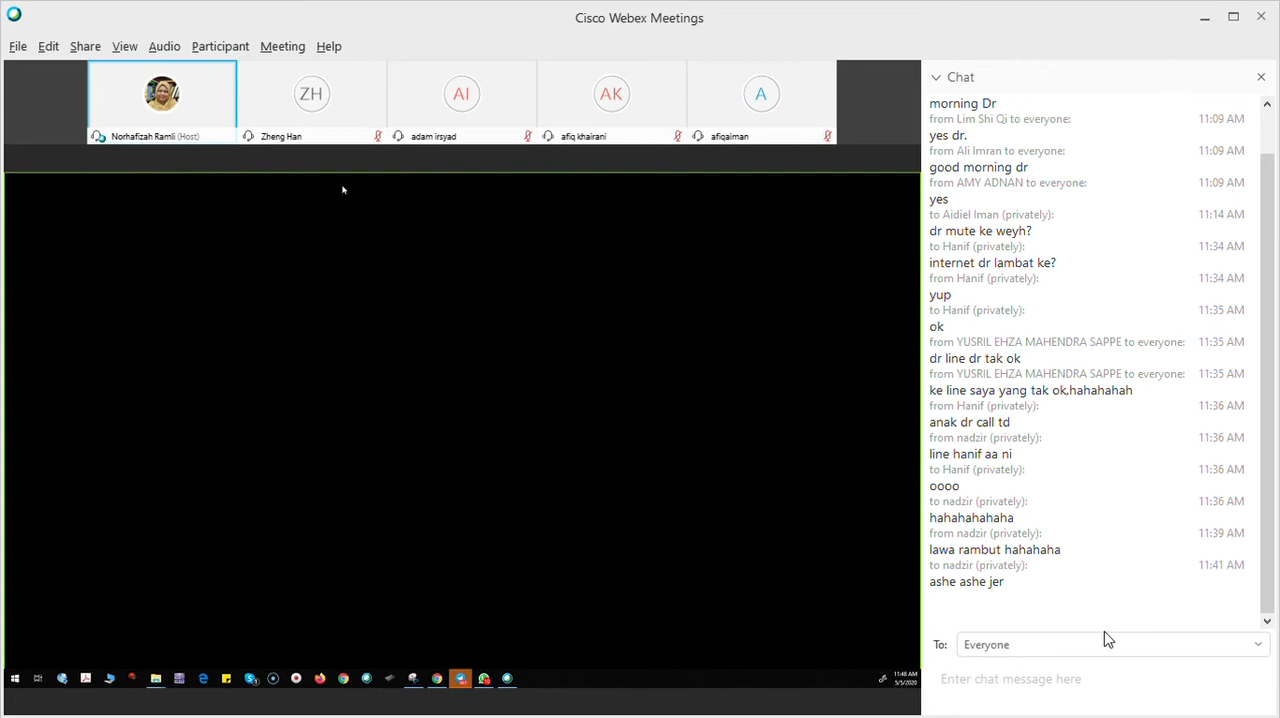 Cisco Webex Meetings
File Edit Share View Audio Participant Meeting Help
ZH AI AK A
Norhafizah Ramli (Host) Zheng Han adam irsyad afiq khairani afiqaiman
Chat
morning Dr
from Lim Shi Qi to everyone: 11:09 AM
yes dr.
from Ali Imran to everyone: 11:09 AM
good morning dr
from AMY ADNAN to everyone: 11:09 AM
yes
to Aidiel Iman (privately): 11:14 AM
dr mute ke weyh?
to Hanif (privately): 11:34 AM
internet dr lambat ke?
from Hanif (privately): 11:34 AM
yup
to Hanif (privately): 11:35 AM
ok
from YUSRIL EHZA MAHENDRA SAPPE to everyone: 11:35 AM
dr line dr tak ok
from YUSRIL EHZA MAHENDRA SAPPE to everyone: 11:35 AM
ke line saya yang tak ok,hahahahah
from Hanif (privately): 11:36 AM
anak dr call td
from nadzir (privately): 11:36 AM
line hanif aa ni
to Hanif (privately): 11:36 AM
oooo
to nadzir (privately): 11:36 AM
hahahahahaha
from nadzir (privately): 11:39 AM
lawa rambut hahahaha
to nadzir (privately): 11:41 AM
ashe ashe jer
To: Everyone
Enter chat message here
11:48 AM
5/5/2020